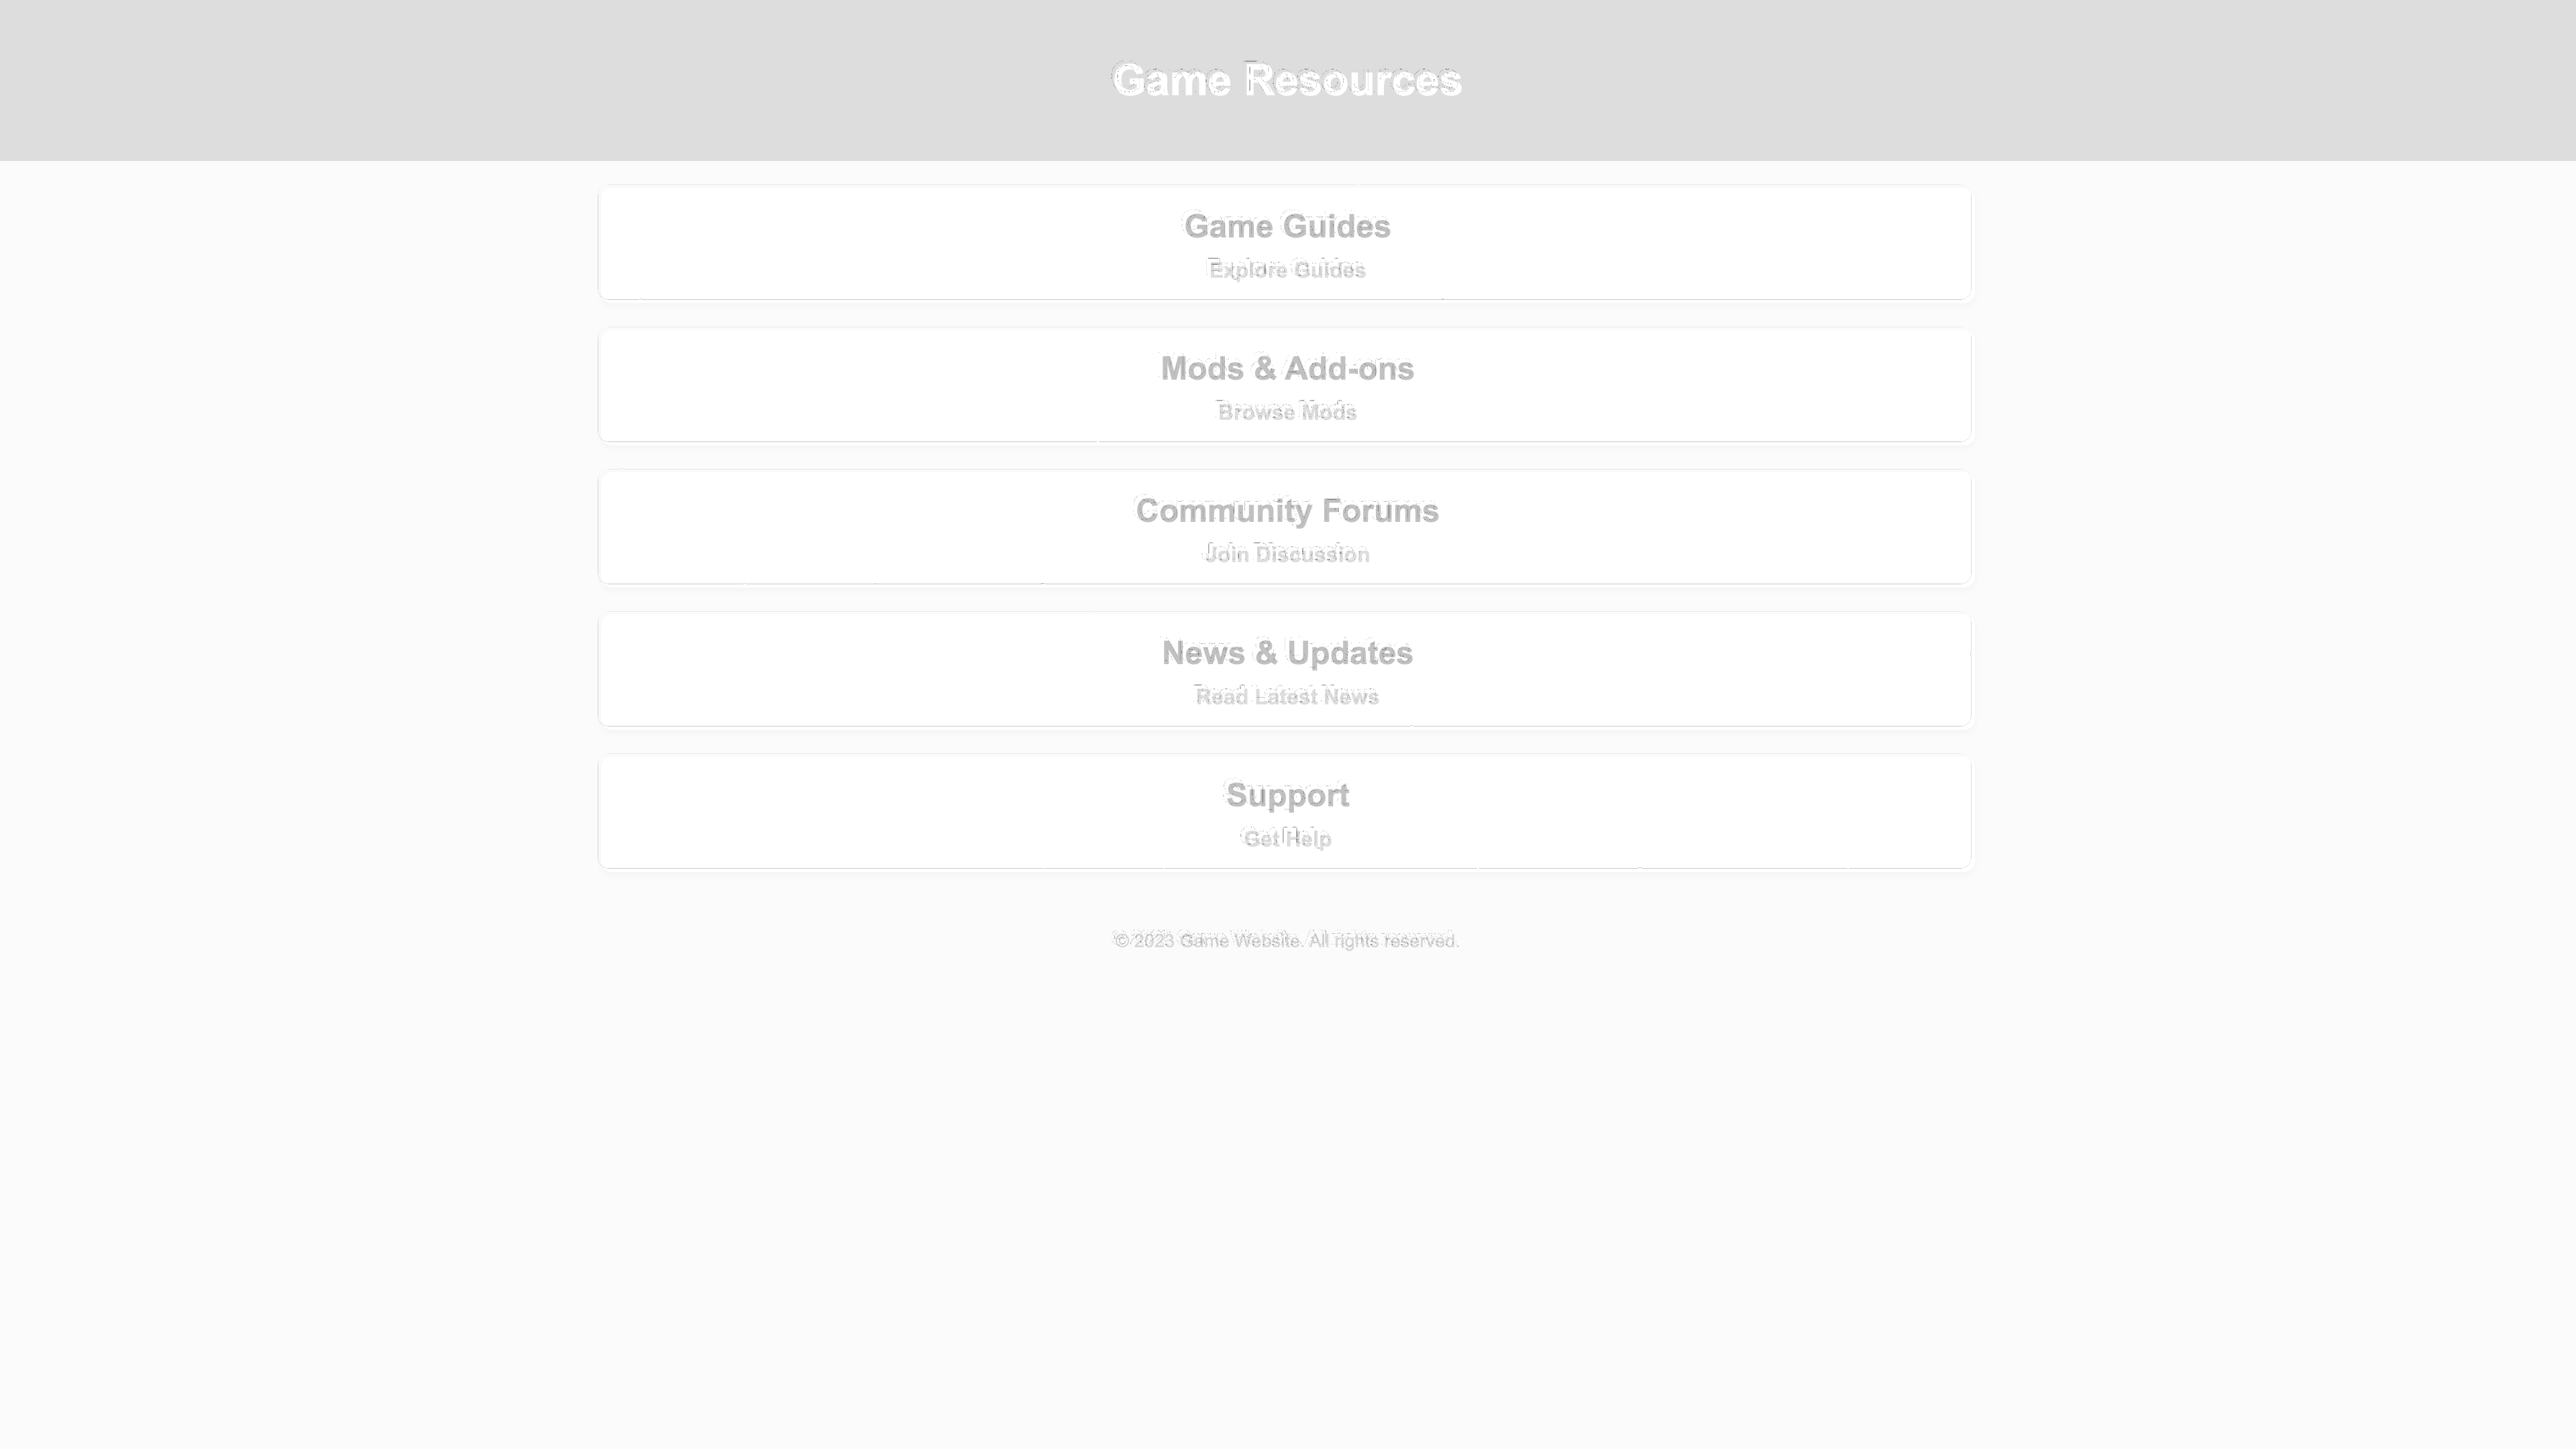 Game Resources
Game Guides
Explore Guides
Mods & Add-ons
Browse Mods
Community Forums
Join Discussion
News & Updates
Read Latest News
Support
Get Help
© 2023 Game Website. All rights reserved.